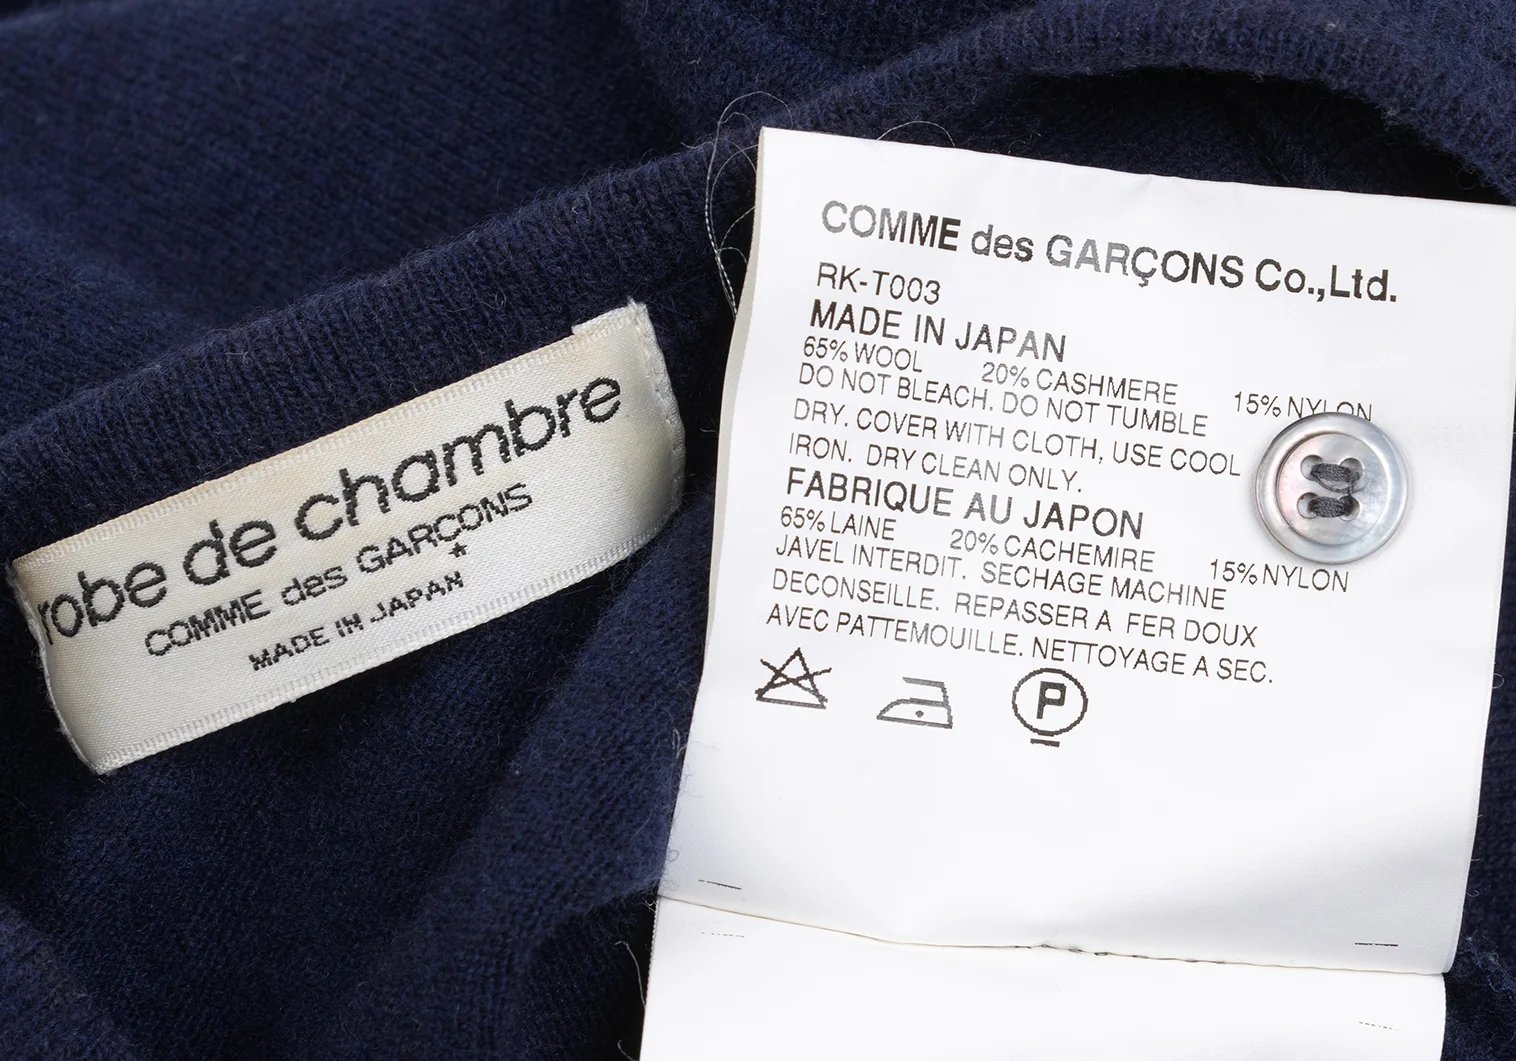 robe de chambre
COMME des GARÇONS
★
MADE IN JAPAN
COMME des GARÇONS Co.,Ltd.
RK-T003
MADE IN JAPAN
65% WOOL 20% CASHMERE 15% NYLON
DO NOT BLEACH. DO NOT TUMBLE
DRY. COVER WITH CLOTH, USE COOL
IRON. DRY CLEAN ONLY.
FABRIQUE AU JAPON
65% LAINE 20% CACHEMIRE 15% NYLON
JAVEL INTERDIT. SECHAGE MACHINE
DECONSEILLE. REPASSER A FER DOUX
AVEC PATTEMOUILLE. NETTOYAGE A SEC.
P